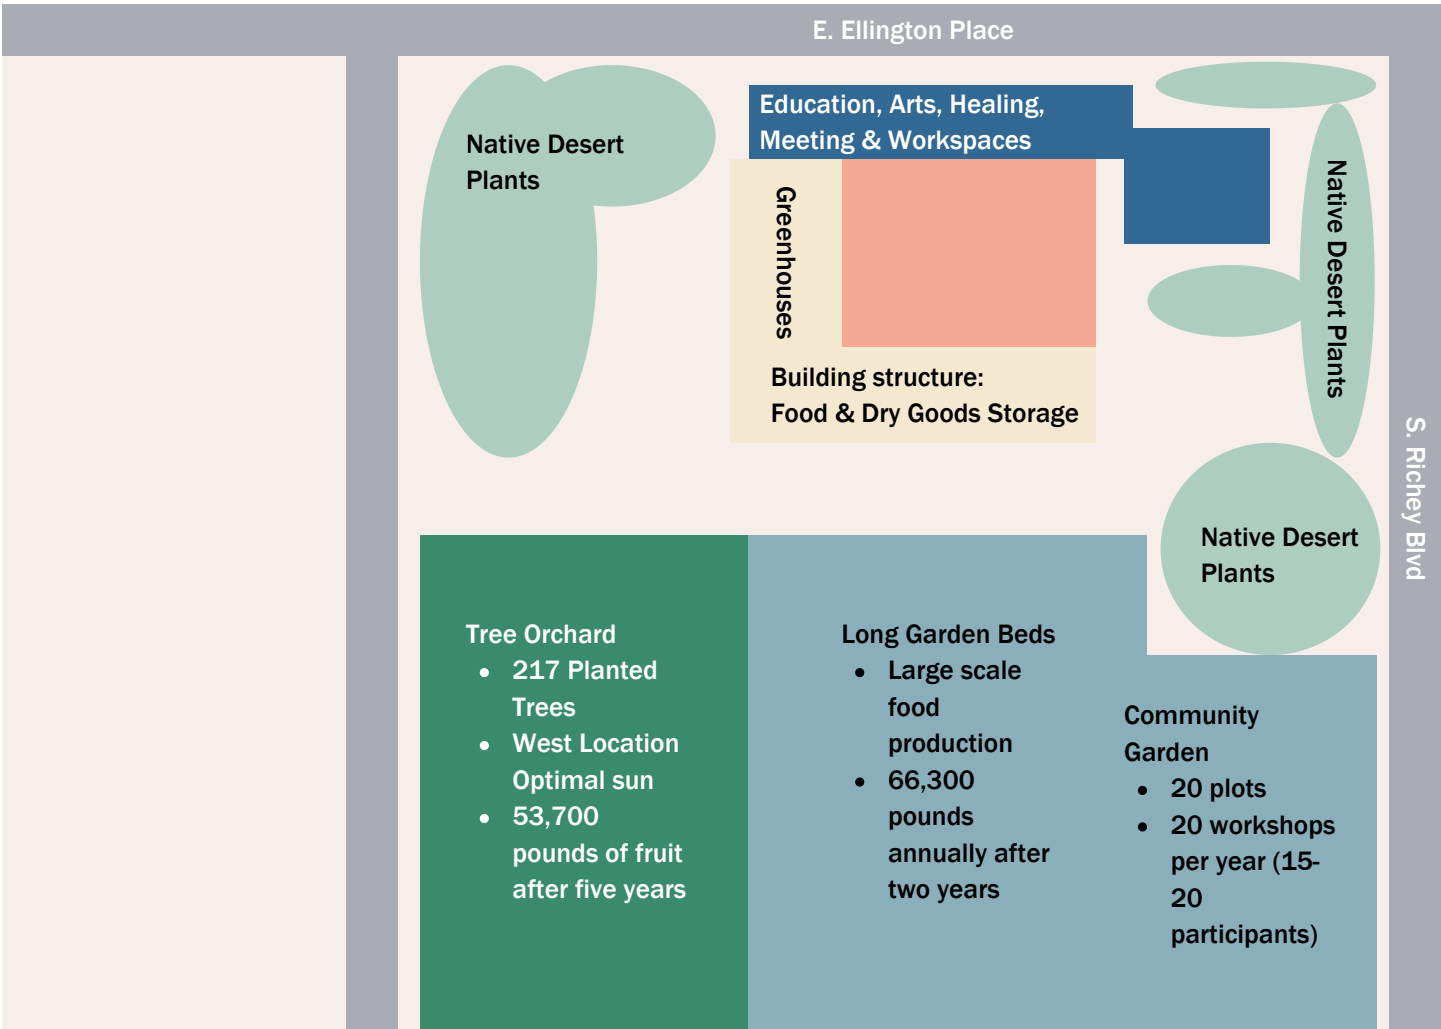 E. Ellington Place
Education, Arts, Healing,
Meeting & Workspaces
Native Desert
Plants
Greenhouses
Native Desert Plants
Building structure:
Food & Dry Goods Storage
S. Richey Blvd
Native Desert
Plants
Tree Orchard
• 217 Planted
Trees
• West Location
Optimal sun
• 53,700
pounds of fruit
after five years
Long Garden Beds
• Large scale
food
production
• 66,300
pounds
annually after
two years
Community
Garden
• 20 plots
• 20 workshops
per year (15-
20
participants)